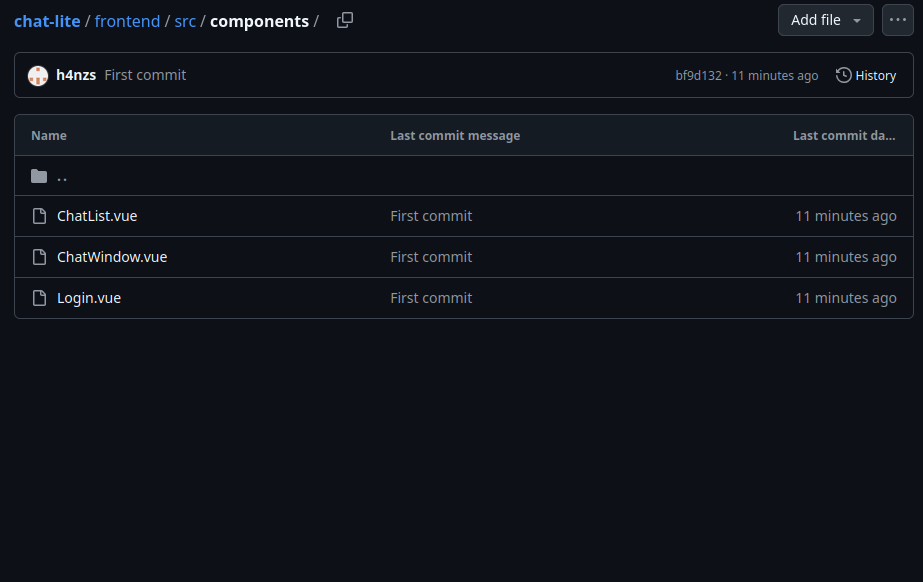 chat-lite / frontend / src / components /
Add file
h4nzs First commit
bf9d132 · 11 minutes ago
History
Name Last commit message Last commit da...
..
ChatList.vue First commit 11 minutes ago
ChatWindow.vue First commit 11 minutes ago
Login.vue First commit 11 minutes ago